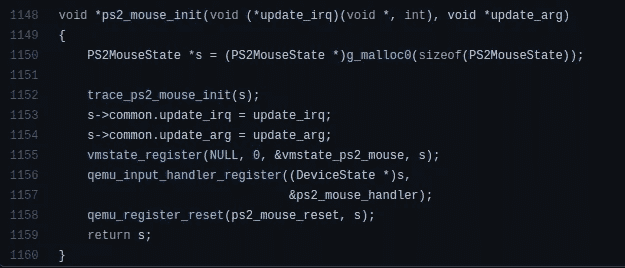 1148 void *ps2_mouse_init(void (*update_irq)(void *, int), void *update_arg)
1149 {
1150     PS2MouseState *s = (PS2MouseState *)g_malloc0(sizeof(PS2MouseState));
1151
1152     trace_ps2_mouse_init(s);
1153     s->common.update_irq = update_irq;
1154     s->common.update_arg = update_arg;
1155     vmstate_register(NULL, 0, &vmstate_ps2_mouse, s);
1156     qemu_input_handler_register((DeviceState *)s,
1157                                 &ps2_mouse_handler);
1158     qemu_register_reset(ps2_mouse_reset, s);
1159     return s;
1160 }